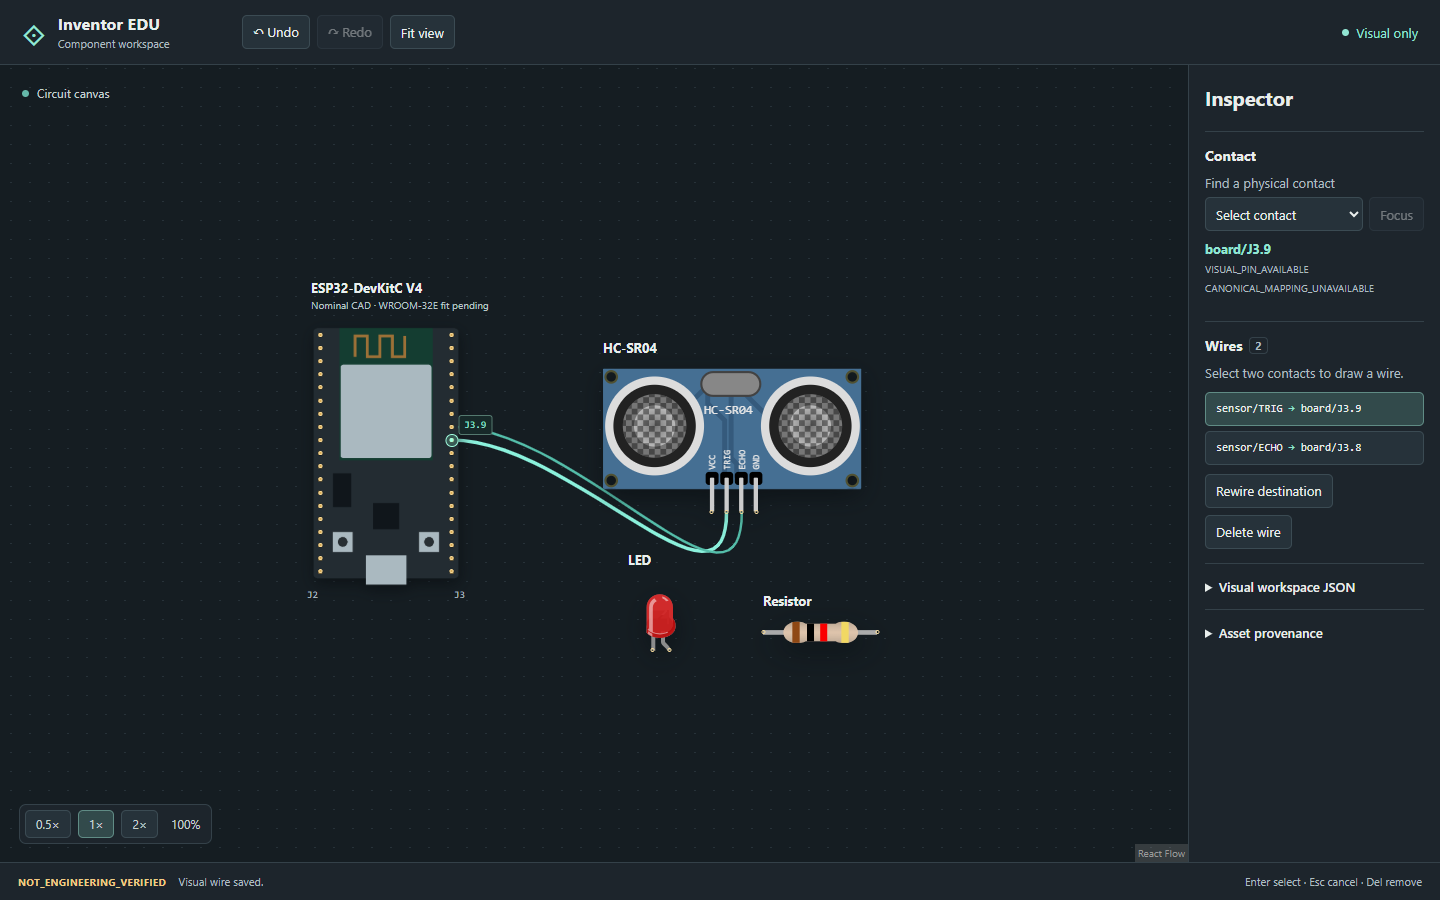 Inventor EDU
Component workspace
↶ Undo
↷ Redo
Fit view
Visual only
Circuit canvas
ESP32-DevKitC V4
Nominal CAD · WROOM-32E fit pending
J3.9
J2
J3
HC-SR04
HC-SR04
VCC
TRIG
ECHO
GND
LED
Resistor
0.5×
1×
2×
100%
React Flow
Inspector
Contact
Find a physical contact
Select contact
Focus
board/J3.9
VISUAL_PIN_AVAILABLE
CANONICAL_MAPPING_UNAVAILABLE
Wires 2
Select two contacts to draw a wire.
sensor/TRIG → board/J3.9
sensor/ECHO → board/J3.8
Rewire destination
Delete wire
▶ Visual workspace JSON
▶ Asset provenance
NOT_ENGINEERING_VERIFIED Visual wire saved.
Enter select · Esc cancel · Del remove